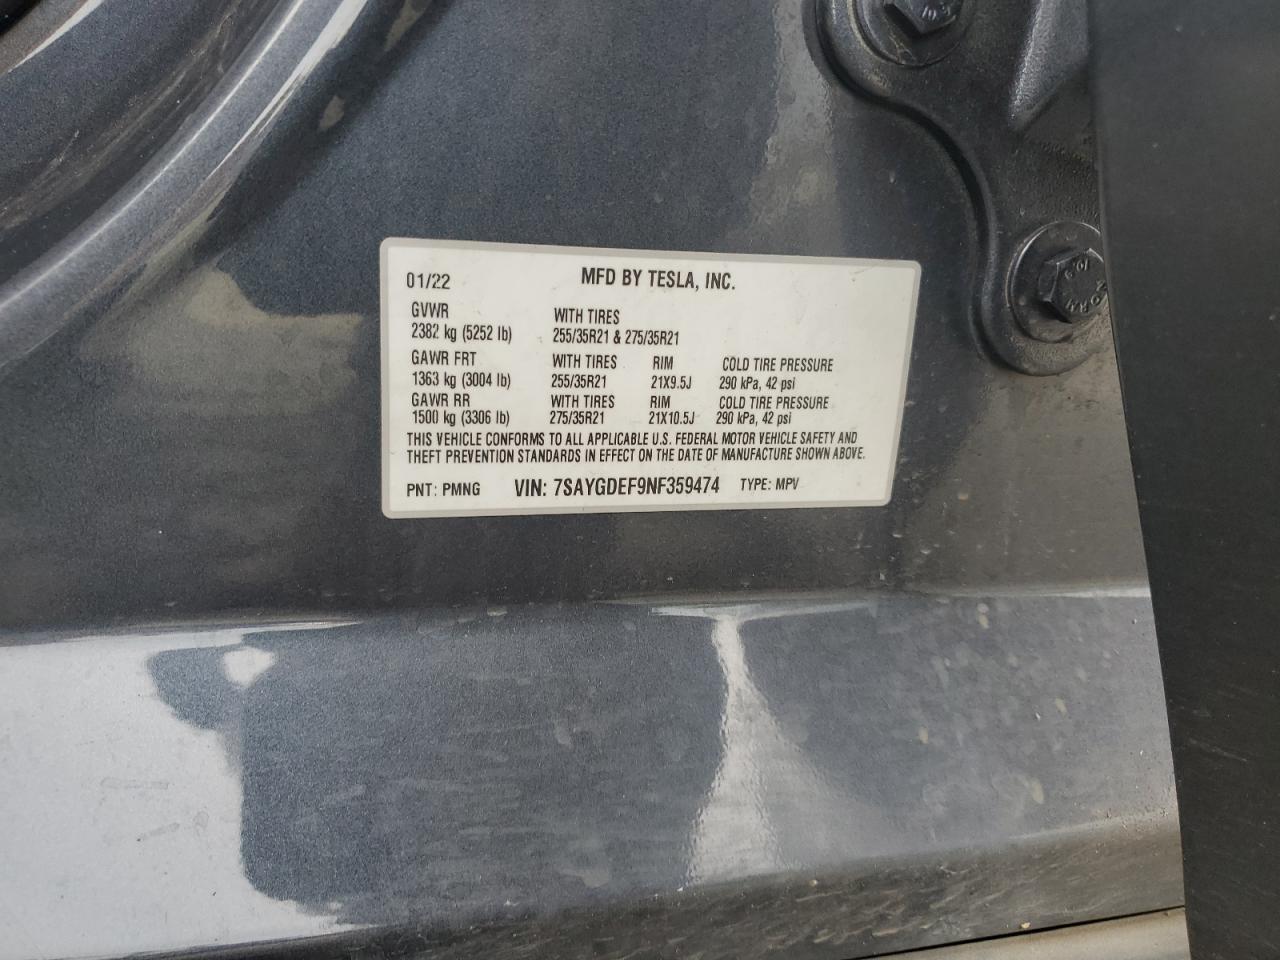 01/22 MFD BY TESLA, INC.
GVWR WITH TIRES
2382 kg (5252 lb) 255/35R21 & 275/35R21
GAWR FRT WITH TIRES RIM COLD TIRE PRESSURE
1363 kg (3004 lb) 255/35R21 21X9.5J 290 kPa, 42 psi
GAWR RR WITH TIRES RIM COLD TIRE PRESSURE
1500 kg (3306 lb) 275/35R21 21X10.5J 290 kPa, 42 psi
THIS VEHICLE CONFORMS TO ALL APPLICABLE U.S. FEDERAL MOTOR VEHICLE SAFETY AND
THEFT PREVENTION STANDARDS IN EFFECT ON THE DATE OF MANUFACTURE SHOWN ABOVE.
PNT: PMNG VIN: 7SAYGDEF9NF359474 TYPE: MPV